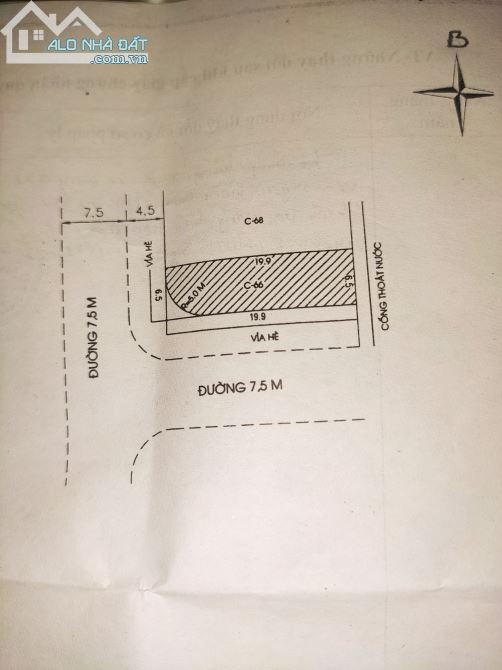 ALO NHÀ ĐẤT
.com.vn
B
7.5
4.5
C-68
VỈA HÈ
19.9
6.5
R=5.0 M
C-66
6.5
19.9
VỈA HÈ
CỐNG THOÁT NƯỚC
ĐƯỜNG 7,5 M
ĐƯỜNG 7,5 M